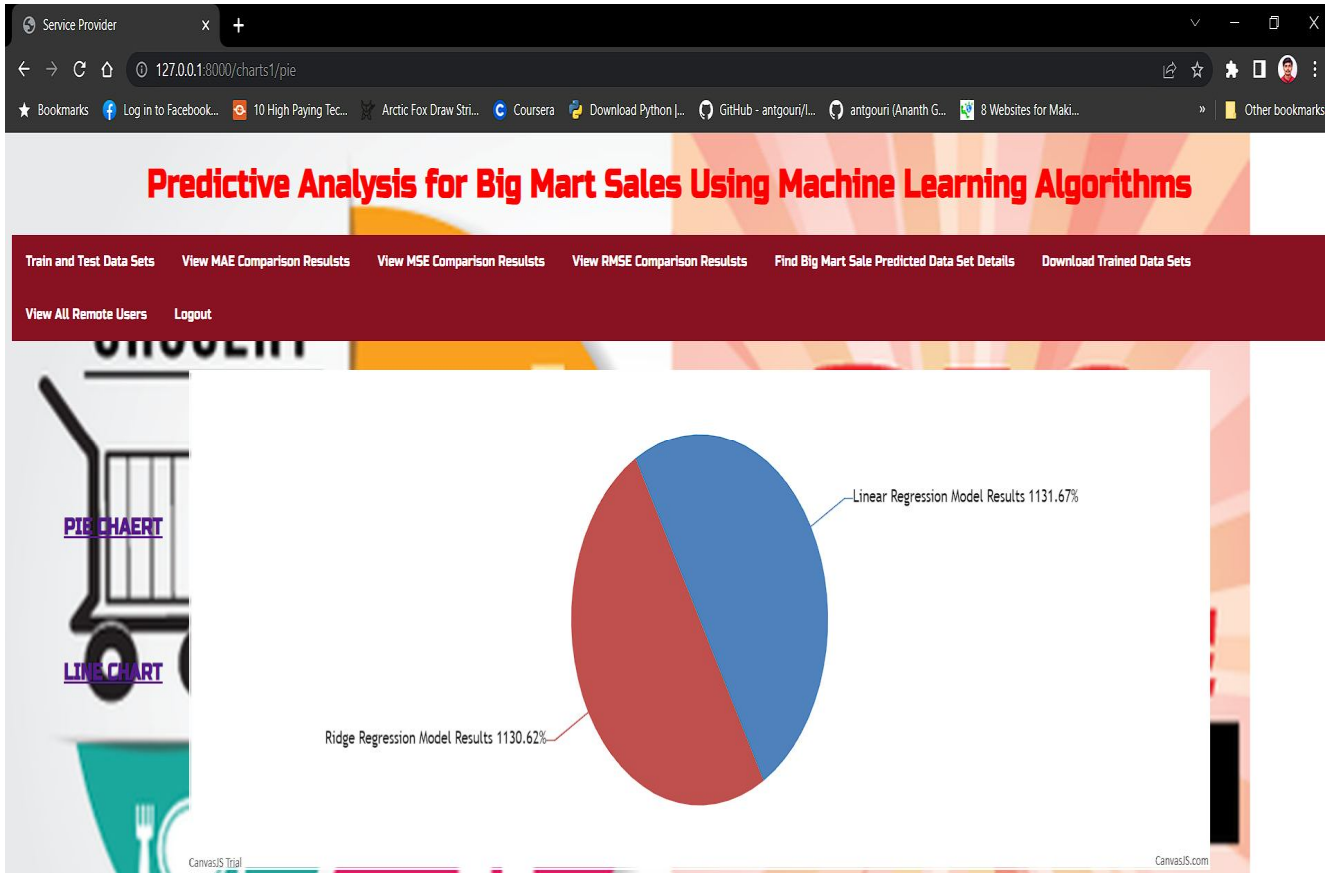 Service Provider
127.0.0.1:8000/charts1/pie
Bookmarks
Log in to Facebook...
10 High Paying Tec...
Arctic Fox Draw Stri...
Coursera
Download Python |...
GitHub - antgouri/I...
antgouri (Ananth G...
8 Websites for Maki...
»
Other bookmarks
Predictive Analysis for Big Mart Sales Using Machine Learning Algorithms
Train and Test Data Sets
View MAE Comparison Resulsts
View MSE Comparison Resulsts
View RMSE Comparison Resulsts
Find Big Mart Sale Predicted Data Set Details
Download Trained Data Sets
View All Remote Users
Logout
PIE CHAERT
LINE CHART
Linear Regression Model Results 1131.67%
Ridge Regression Model Results 1130.62%
CanvasJS Trial
CanvasJS.com